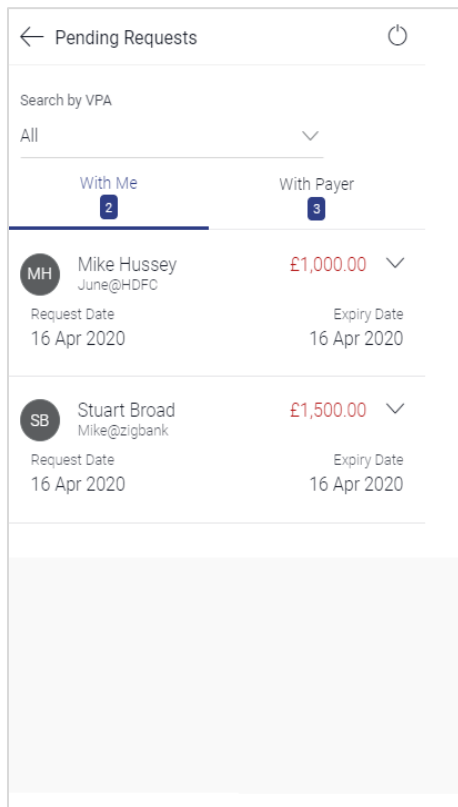 Pending Requests
Search by VPA
All
With Me
2
With Payer
3
MH
Mike Hussey
June@HDFC
£1,000.00
Request Date
16 Apr 2020
Expiry Date
16 Apr 2020
SB
Stuart Broad
Mike@zigbank
£1,500.00
Request Date
16 Apr 2020
Expiry Date
16 Apr 2020